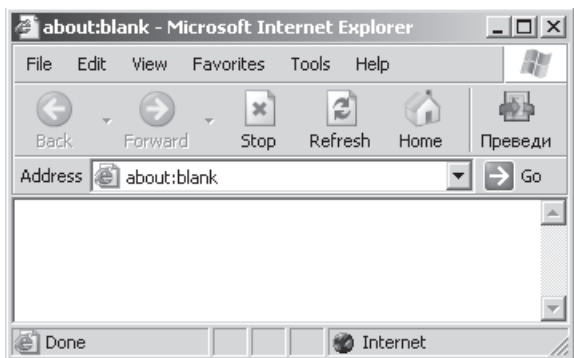 about:blank - Microsoft Internet Explorer
File Edit View Favorites Tools Help
Back Forward Stop Refresh Home Преведи
Address about:blank Go
Done Internet